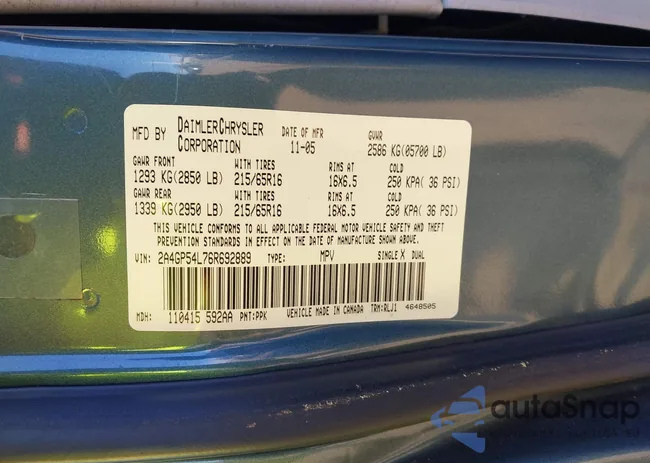 MFD BY DAIMLERCHRYSLER CORPORATION DATE OF MFR 11-05 GVWR 2586 KG(05700 LB)
GAWR FRONT WITH TIRES RIMS AT COLD
1293 KG(2850 LB) 215/65R16 16X6.5 250 KPA( 36 PSI)
GAWR REAR WITH TIRES RIMS AT COLD
1339 KG(2950 LB) 215/65R16 16X6.5 250 KPA( 36 PSI)
THIS VEHICLE CONFORMS TO ALL APPLICABLE FEDERAL MOTOR VEHICLE SAFETY AND THEFT
PREVENTION STANDARDS IN EFFECT ON THE DATE OF MANUFACTURE SHOWN ABOVE.
VIN: 2A4GP54L76R692889 TYPE: MPV SINGLE X DUAL
MDH: 110415 592AA PNT:PPK VEHICLE MADE IN CANADA TRM:RLJ1 4648505
autoSnap